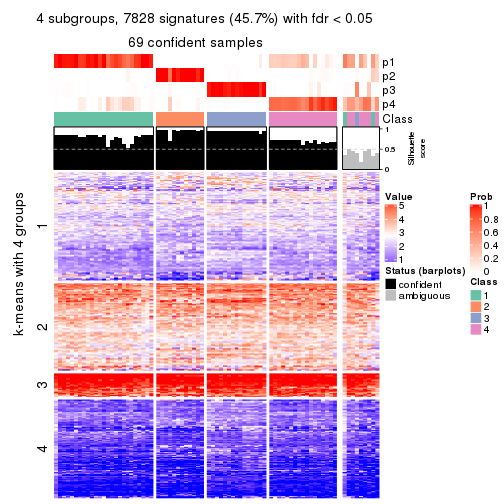 4 subgroups, 7828 signatures (45.7%) with fdr < 0.05
69 confident samples
p1
p2
p3
p4
Class
1
0.5
0
Silhouette
score
k-means with 4 groups
1
2
3
4
Value
5
4
3
2
1
Status (barplots)
confident
ambiguous
Prob
1
0.8
0.6
0.4
0.2
0
Class
1
2
3
4